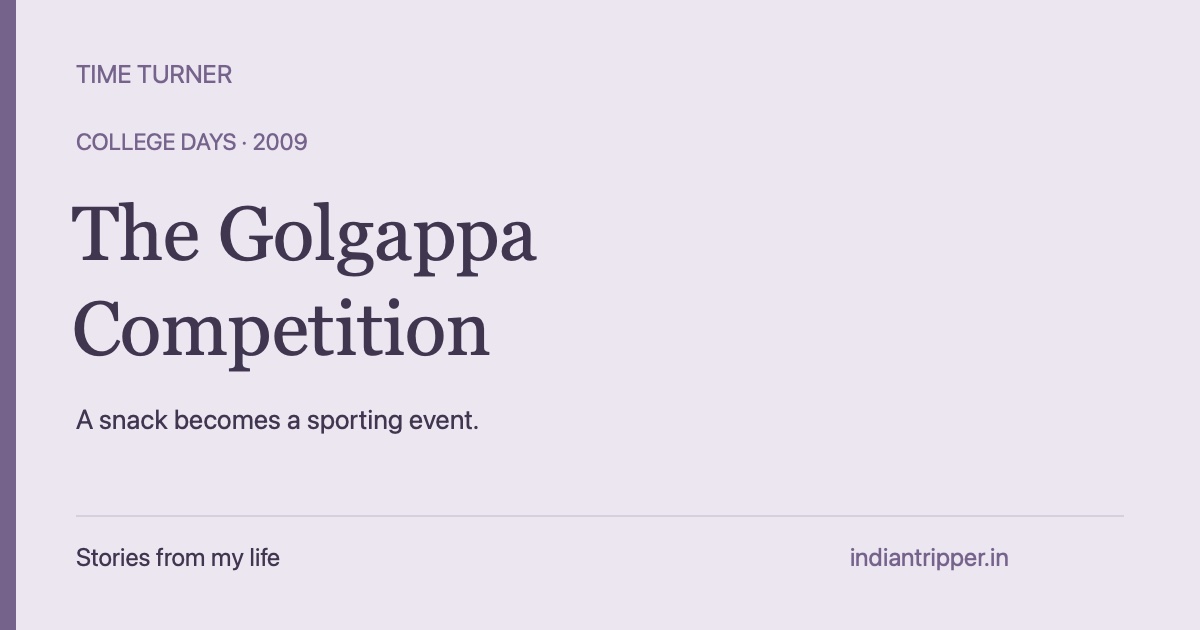 TIME TURNER
COLLEGE DAYS · 2009
The Golgappa
Competition
A snack becomes a sporting event.
Stories from my life
indiantripper.in